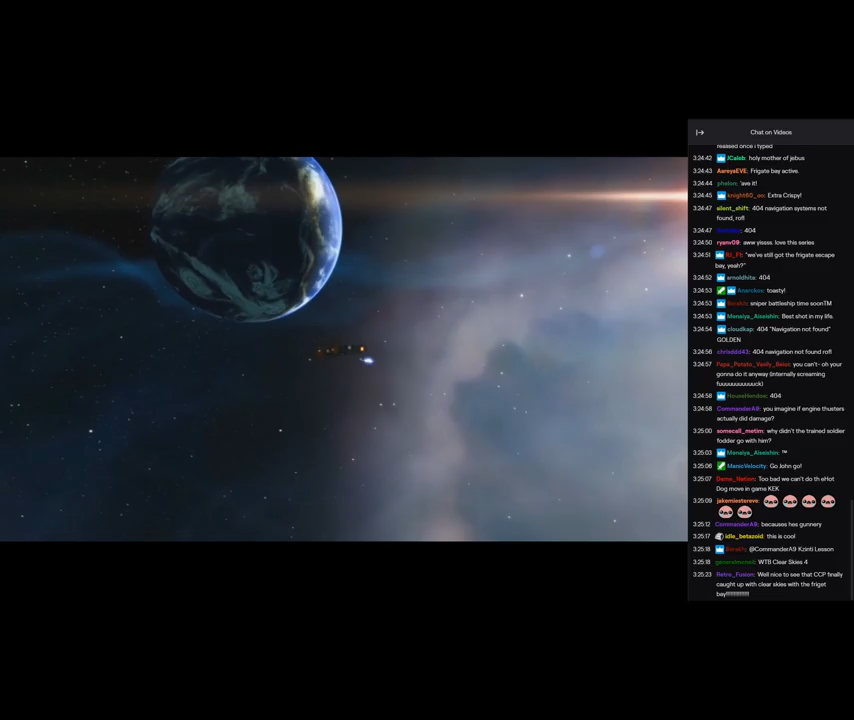 Chat on Videos
released once i typed
3:24:42 JCaleb: holy mother of jebus
3:24:43 AaroyaEVE: Frigate bay active.
3:24:44 phelsin: 'ave it!
3:24:45 knight60_uo: Extra Crispy!
3:24:47 silent_shift: 404 navigation systems not
found, rofl
3:24:47 404
3:24:50 ryanv09: aww yissss. love this series
3:24:51 "we've still got the frigate escape
bay, yeah?"
3:24:52 arnoldhita: 404
3:24:53 Anarckos: toasty!
3:24:53 sniper battleship time soonTM
3:24:53 Menaiya_Aiseishin: Best shot in my life.
3:24:54 cloudkap: 404 "Navigation not found"
GOLDEN
3:24:56 chrisddd43: 404 navigation not found rofl
3:24:57 you can't- oh your
gonna do it anyway (internally screaming
fuuuuuuuuuuuck)
3:24:58 404
3:24:58 CommanderA9: you imagine if engine thusters
actually did damage?
3:25:00 somecall_metim: why didn't the trained soldier
fodder go with him?
3:25:03 Menaiya_Aiseishin: ™
3:25:06 ManicVelocity: Go John go!
3:25:07 Dame_Nation: Too bad we can't do th eHot
Dog move in game KEK
3:25:09 jakemiestereve:
3:25:12 CommanderA9: becauses hes gunnery
3:25:17 idle_betazoid: this is cool
3:25:18 @CommanderA9 Kzinti Lesson
3:25:18 WTB Clear Skies 4
3:25:23 Retro_Fusion: Well nice to see that CCP finally
caught up with clear skies with the friget
bay!!!!!!!!!!!!!!